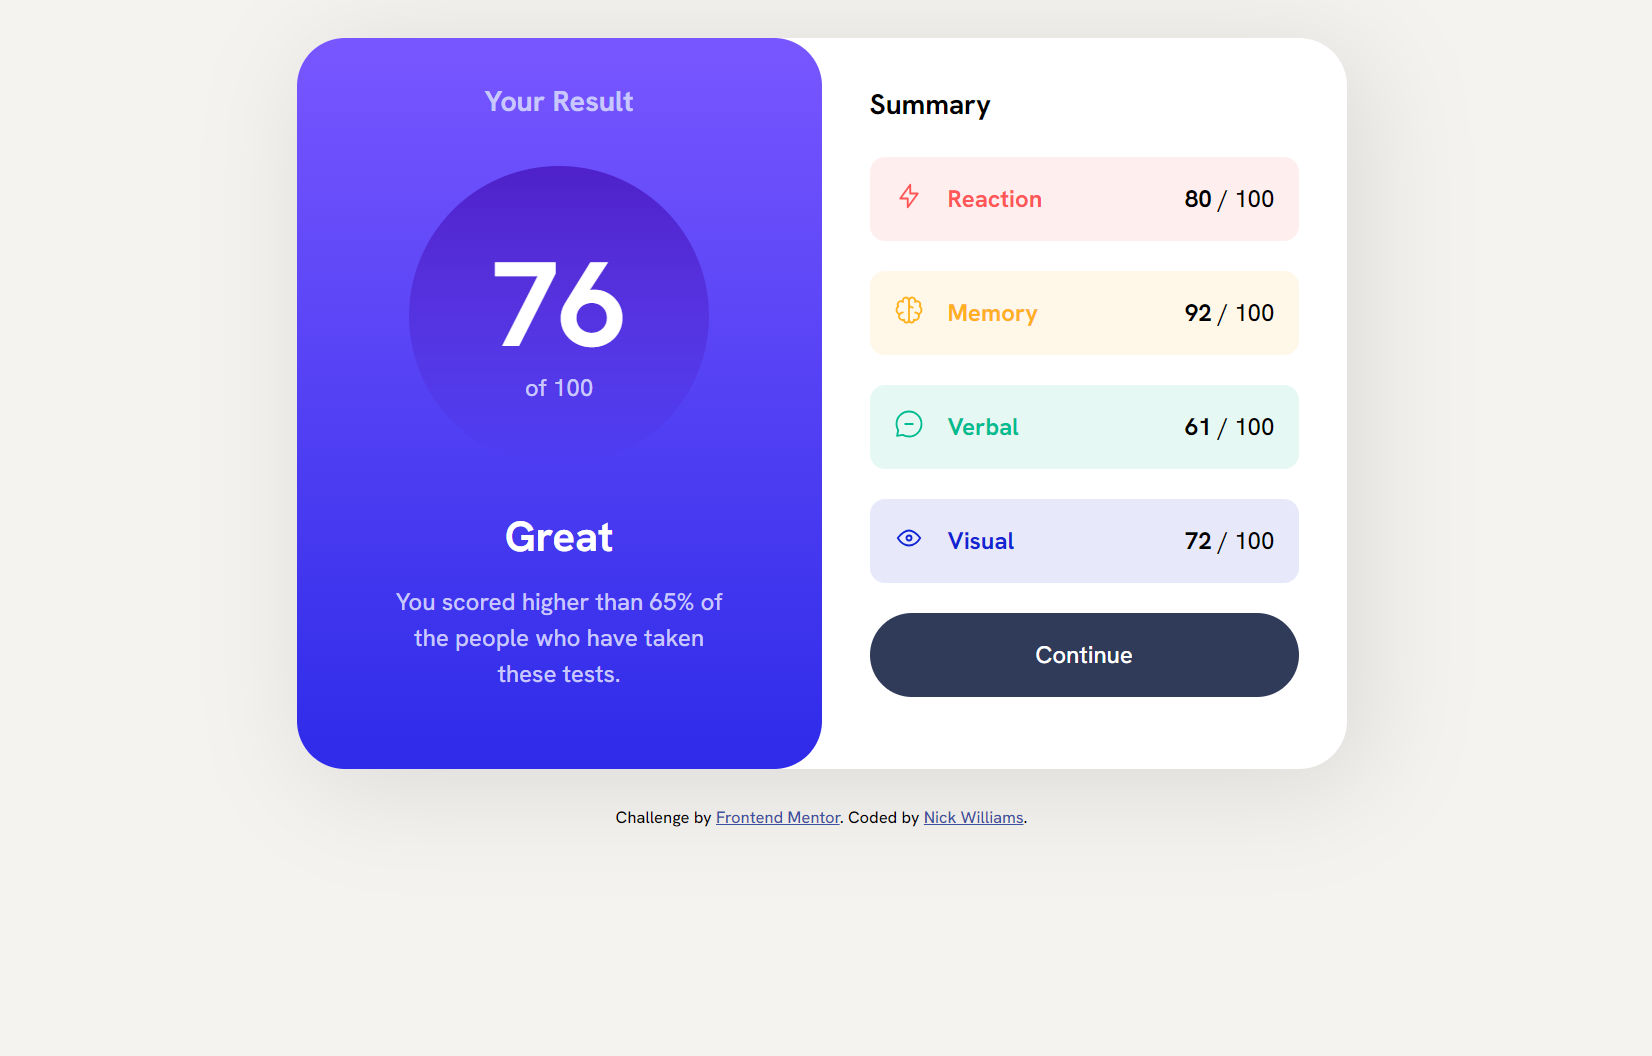 Your Result
76
of 100
Great
You scored higher than 65% of
the people who have taken
these tests.
Summary
Reaction 80 / 100
Memory 92 / 100
Verbal 61 / 100
Visual 72 / 100
Continue
Challenge by Frontend Mentor. Coded by Nick Williams.